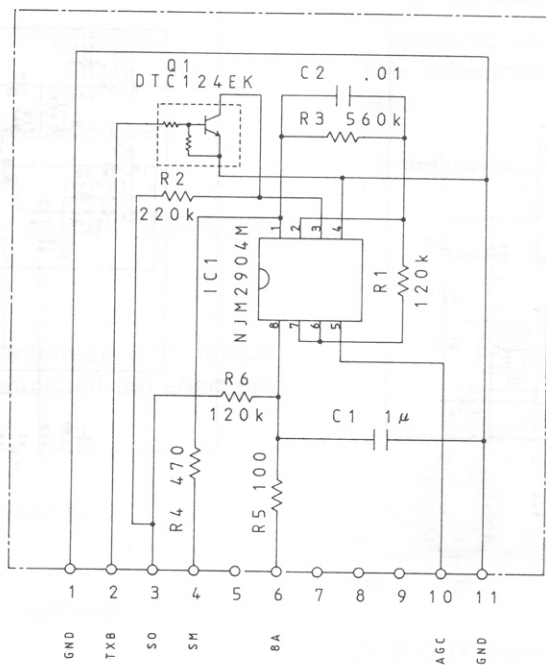 Q1
DTC124EK
C2 .01
R3 560k
R2
220k
1 2 3 4
IC1
NJM2904M
R1
120k
8 7 6 5
R6
120k
C1 1μ
R4 470
R5 100
1 2 3 4 5 6 7 8 9 10 11
GND TXB SO SM 8A AGC GND